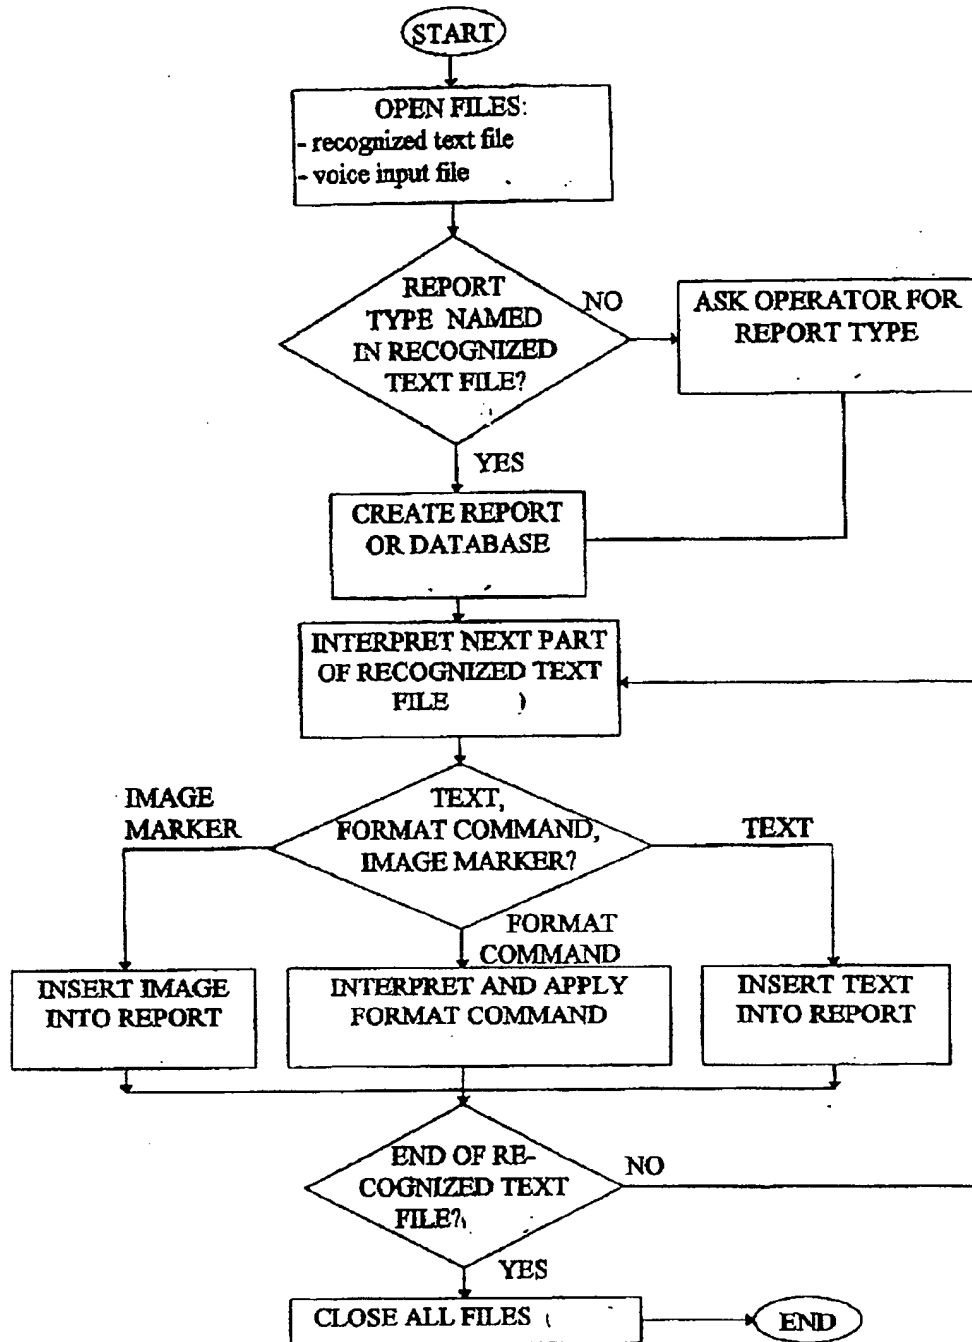 START
OPEN FILES:
- recognized text file
- voice input file
REPORT
TYPE NAMED
IN RECOGNIZED
TEXT FILE?
NO
ASK OPERATOR FOR
REPORT TYPE
YES
CREATE REPORT
OR DATABASE
INTERPRET NEXT PART
OF RECOGNIZED TEXT
FILE
TEXT,
FORMAT COMMAND,
IMAGE MARKER?
IMAGE
MARKER
TEXT
FORMAT
COMMAND
INSERT IMAGE
INTO REPORT
INTERPRET AND APPLY
FORMAT COMMAND
INSERT TEXT
INTO REPORT
END OF RE-
COGNIZED TEXT
FILE?
NO
YES
CLOSE ALL FILES
END